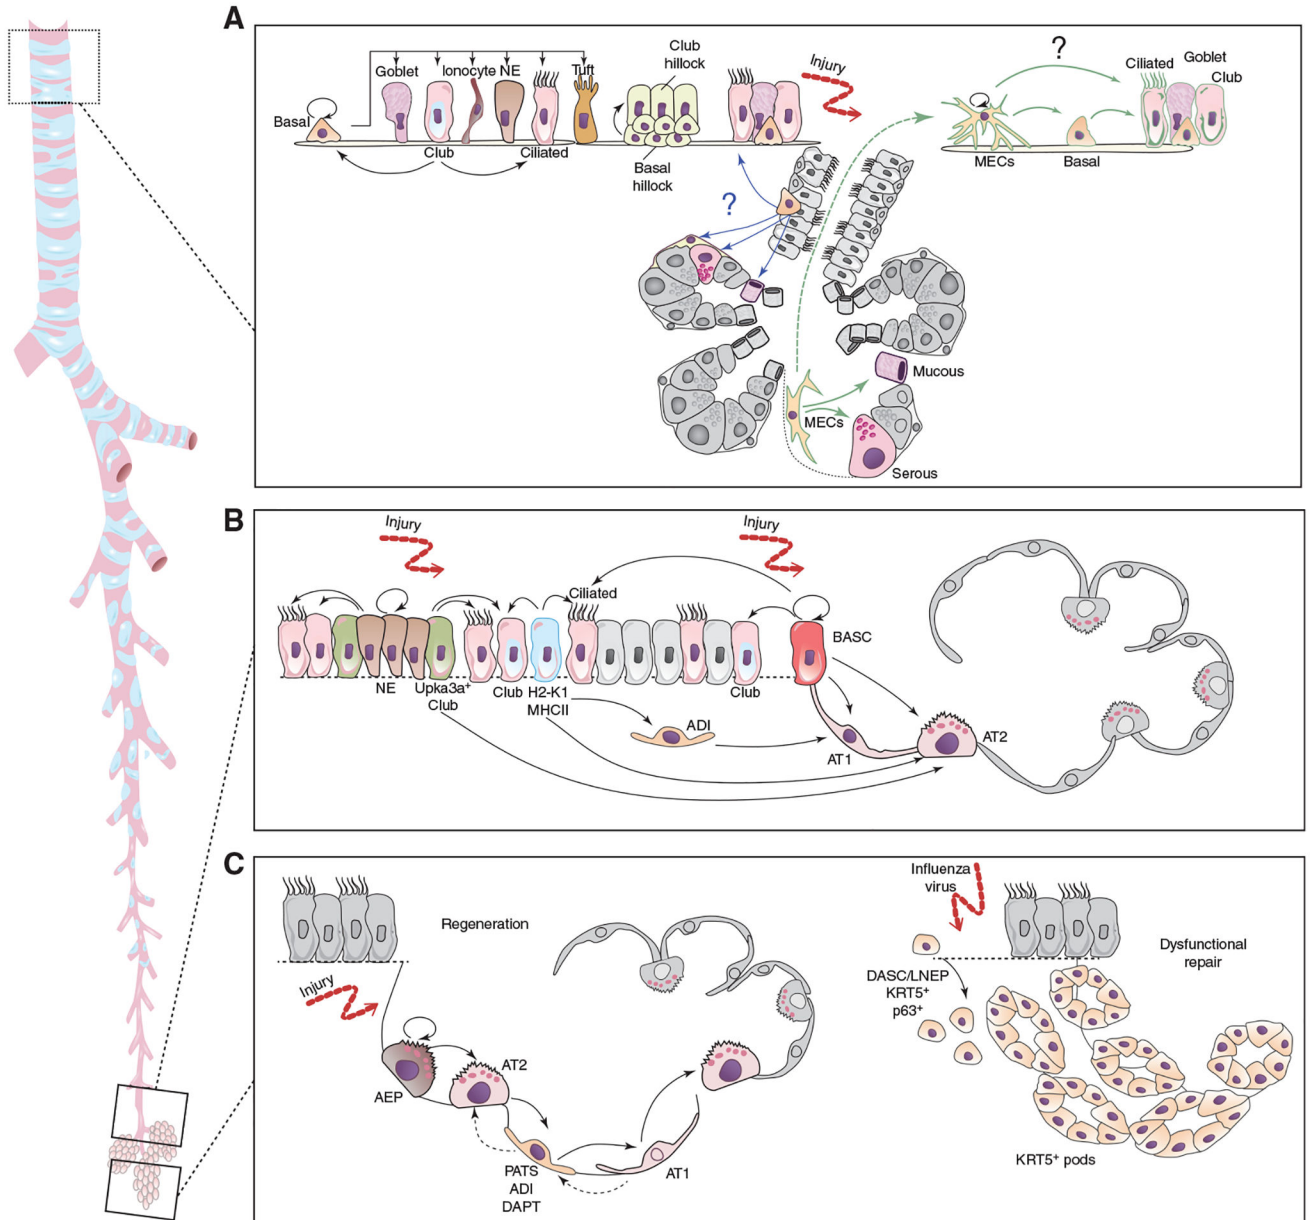 A
Club
hillock
?
Injury
Goblet
Ionocyte NE
Tuft
Ciliated
Goblet
Club
Basal
Club
Ciliated
Basal
hillock
MECs
Basal
?
Mucous
MECs
Serous
B
Injury
Injury
Ciliated
BASC
NE
Upka3a⁺
Club
Club
H2-K1
MHCII
Club
ADI
AT1
AT2
C
Influenza
virus
Regeneration
Dysfunctional
repair
Injury
DASC/LNEP
KRT5⁺
p63⁺
AT2
AEP
PATS
ADI
DAPT
AT1
KRT5⁺ pods